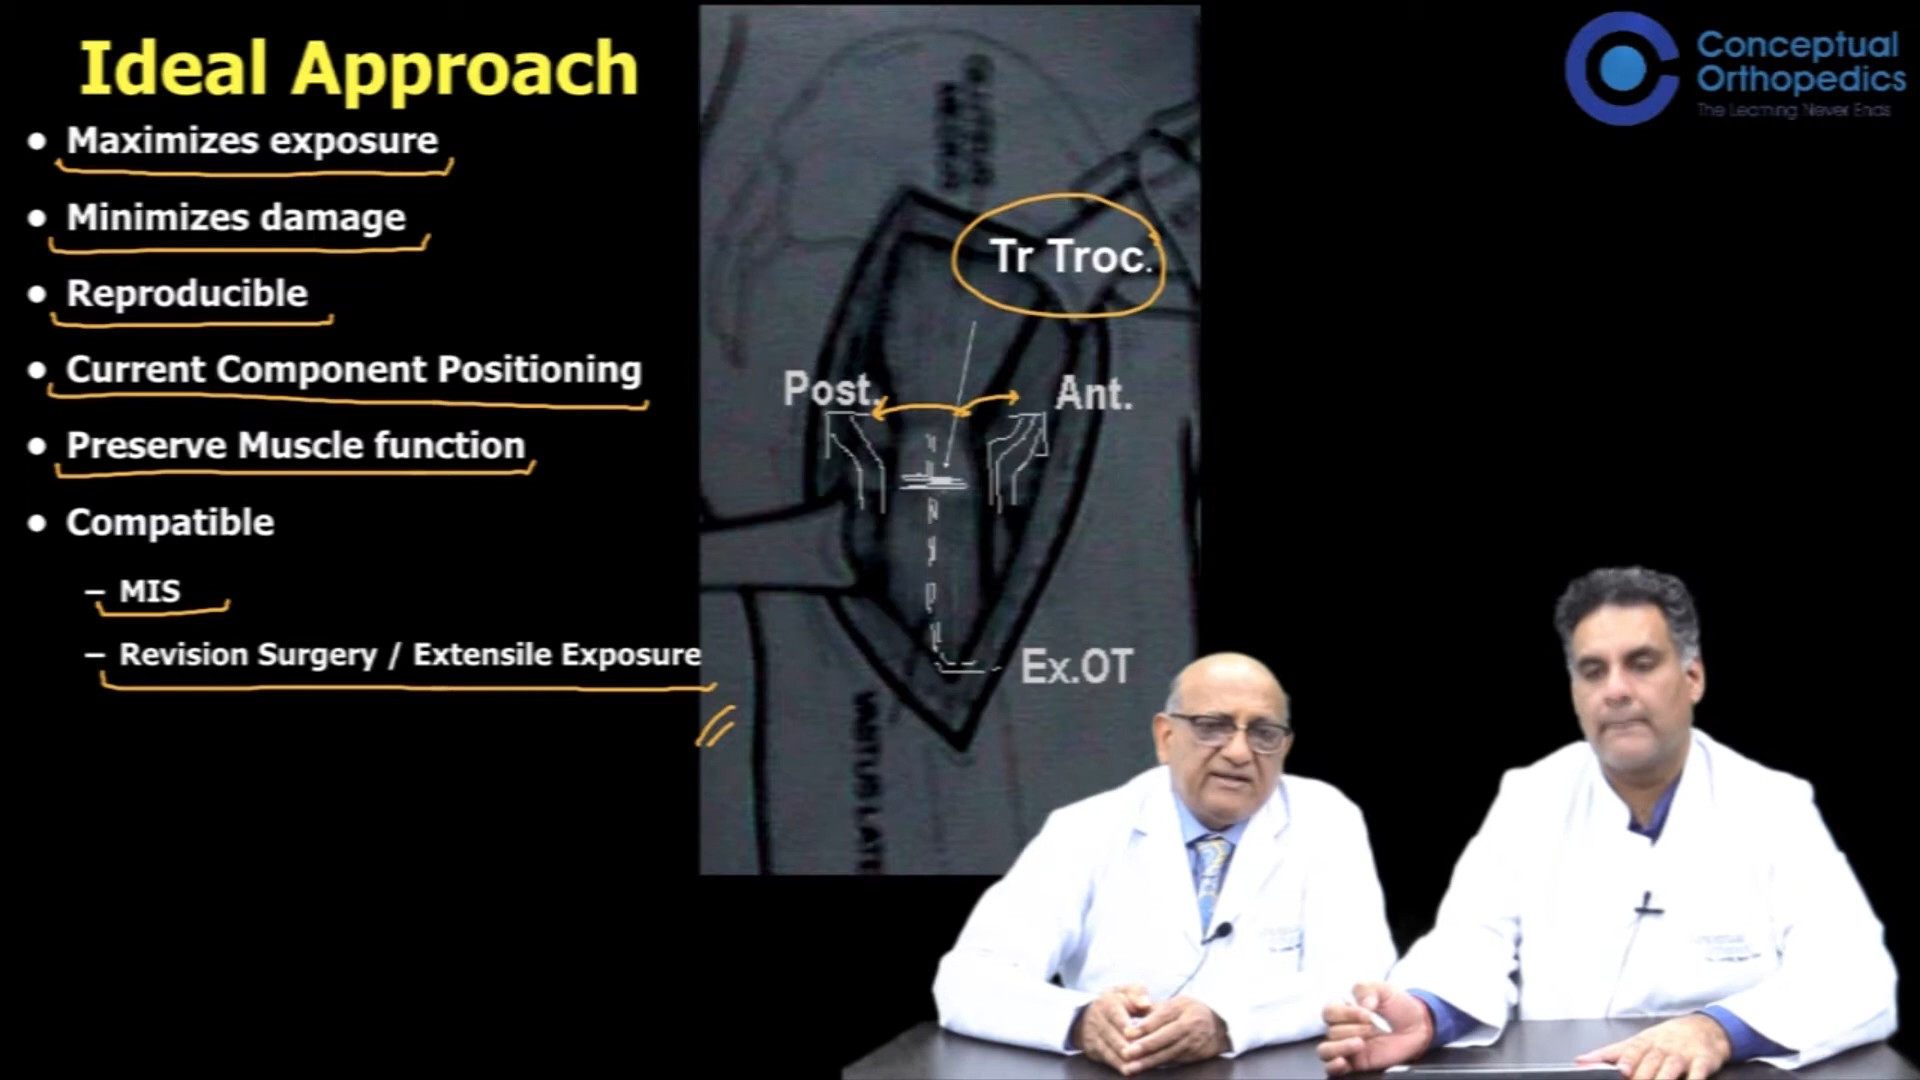 Ideal Approach
• Maximizes exposure
• Minimizes damage
• Reproducible
• Current Component Positioning
• Preserve Muscle function
• Compatible
– MIS
– Revision Surgery / Extensile Exposure
Tr Troc.
Post.
Ant.
Ex.OT
Conceptual
Orthopedics
The Learning Never Ends